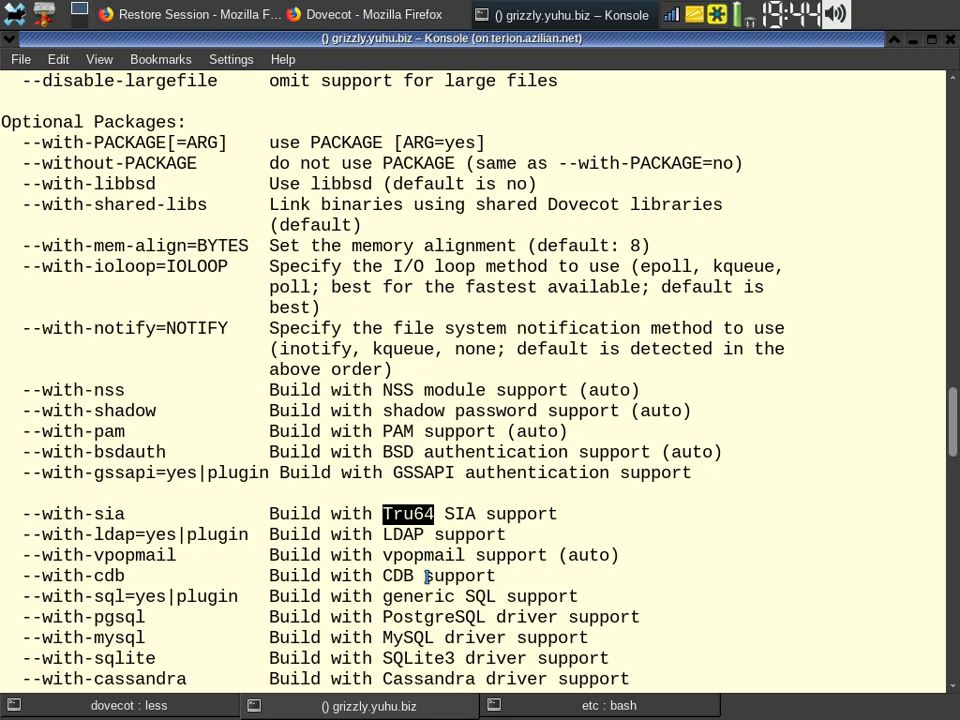 Restore Session - Mozilla F… Dovecot - Mozilla Firefox () grizzly.yuhu.biz – Konsole 19:44
() grizzly.yuhu.biz – Konsole (on terion.azilian.net)
File Edit View Bookmarks Settings Help
--disable-largefile omit support for large files
Optional Packages:
--with-PACKAGE[=ARG] use PACKAGE [ARG=yes]
--without-PACKAGE do not use PACKAGE (same as --with-PACKAGE=no)
--with-libbsd Use libbsd (default is no)
--with-shared-libs Link binaries using shared Dovecot libraries
(default)
--with-mem-align=BYTES Set the memory alignment (default: 8)
--with-ioloop=IOLOOP Specify the I/O loop method to use (epoll, kqueue,
poll; best for the fastest available; default is
best)
--with-notify=NOTIFY Specify the file system notification method to use
(inotify, kqueue, none; default is detected in the
above order)
--with-nss Build with NSS module support (auto)
--with-shadow Build with shadow password support (auto)
--with-pam Build with PAM support (auto)
--with-bsdauth Build with BSD authentication support (auto)
--with-gssapi=yes|plugin Build with GSSAPI authentication support
--with-sia Build with Tru64 SIA support
--with-ldap=yes|plugin Build with LDAP support
--with-vpopmail Build with vpopmail support (auto)
--with-cdb Build with CDB support
--with-sql=yes|plugin Build with generic SQL support
--with-pgsql Build with PostgreSQL driver support
--with-mysql Build with MySQL driver support
--with-sqlite Build with SQLite3 driver support
--with-cassandra Build with Cassandra driver support
dovecot : less () grizzly.yuhu.biz etc : bash